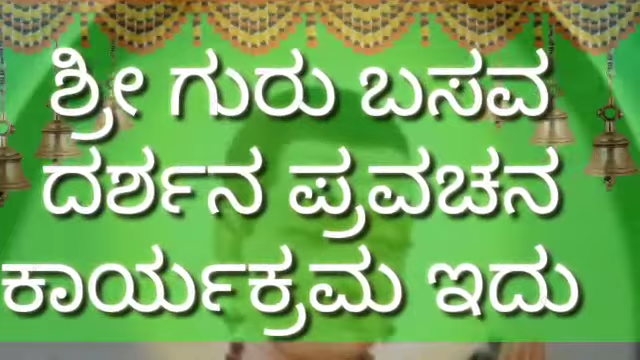 ಶ್ರೀ ಗುರು ಬಸವ
ದರ್ಶನ ಪ್ರವಚನ
ಕಾರ್ಯಕ್ರಮ ಇದು